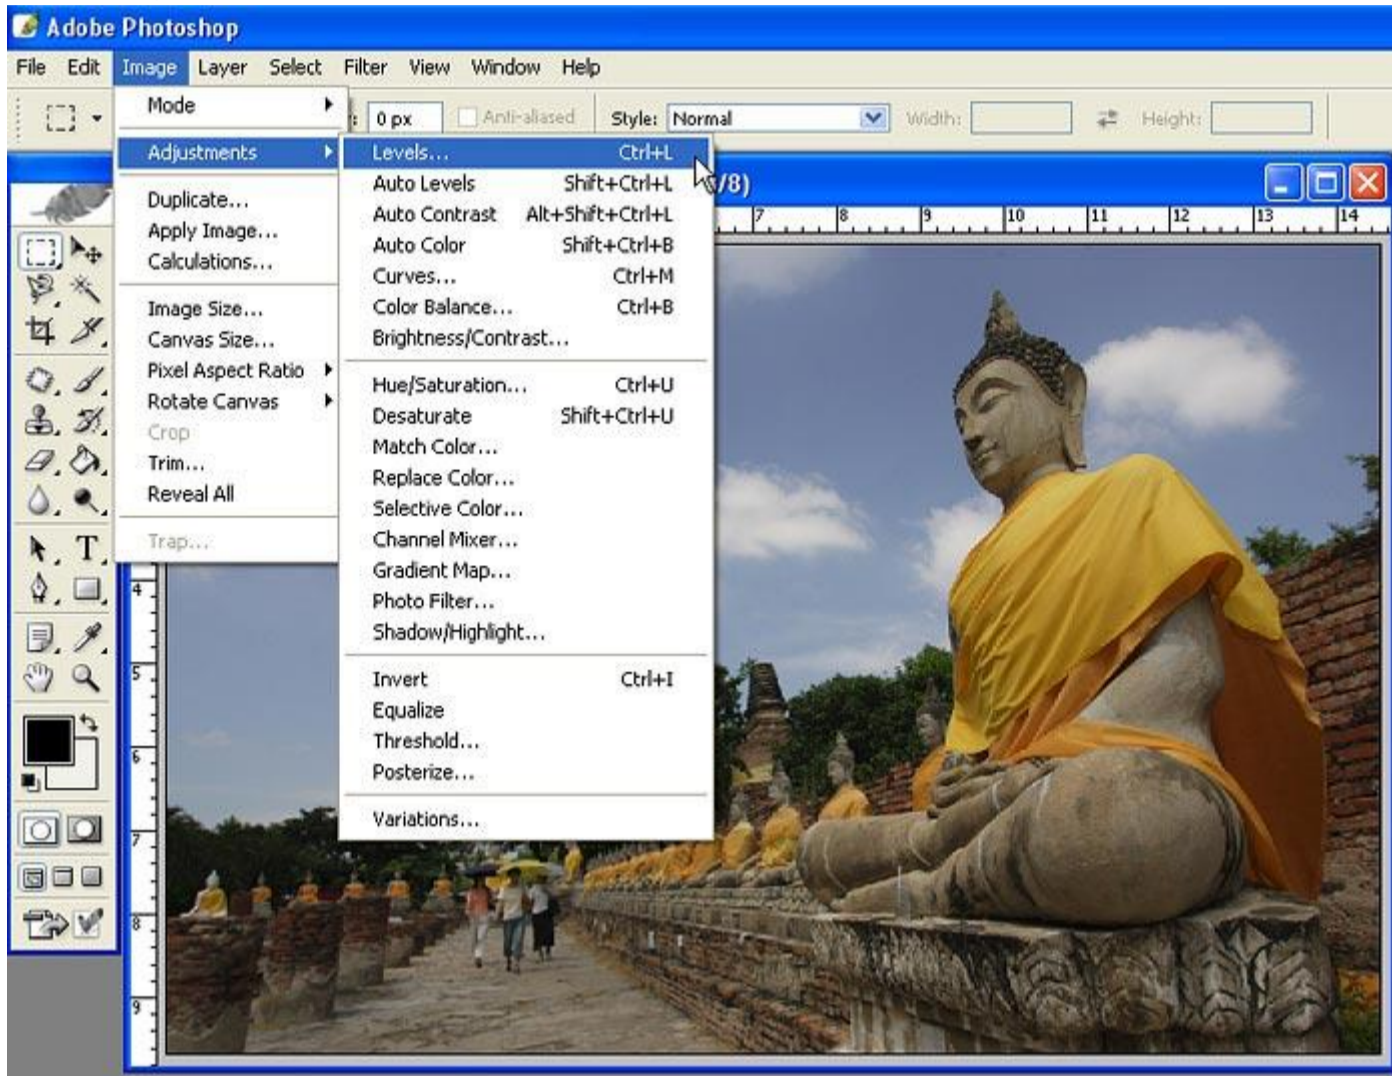 Adobe Photoshop
File Edit Image Layer Select Filter View Window Help
0 px Anti-aliased Style: Normal Width: Height:
Mode
Adjustments
Duplicate...
Apply Image...
Calculations...
Image Size...
Canvas Size...
Pixel Aspect Ratio
Rotate Canvas
Crop
Trim...
Reveal All
Trap...
Levels... Ctrl+L
Auto Levels Shift+Ctrl+L
Auto Contrast Alt+Shift+Ctrl+L
Auto Color Shift+Ctrl+B
Curves... Ctrl+M
Color Balance... Ctrl+B
Brightness/Contrast...
Hue/Saturation... Ctrl+U
Desaturate Shift+Ctrl+U
Match Color...
Replace Color...
Selective Color...
Channel Mixer...
Gradient Map...
Photo Filter...
Shadow/Highlight...
Invert Ctrl+I
Equalize
Threshold...
Posterize...
Variations...
/8)
7 8 9 10 11 12 13 14
T
4
5
6
7
8
9